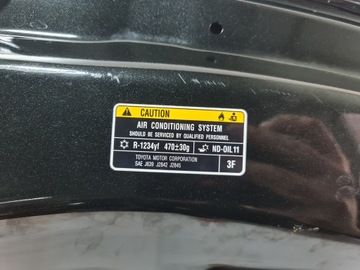 CAUTION
AIR CONDITIONING SYSTEM
SHOULD BE SERVICED BY QUALIFIED PERSONNEL
R-1234yf 470±30g ND-OIL11
TOYOTA MOTOR CORPORATION
SAE J639 J2842 J2845 3F